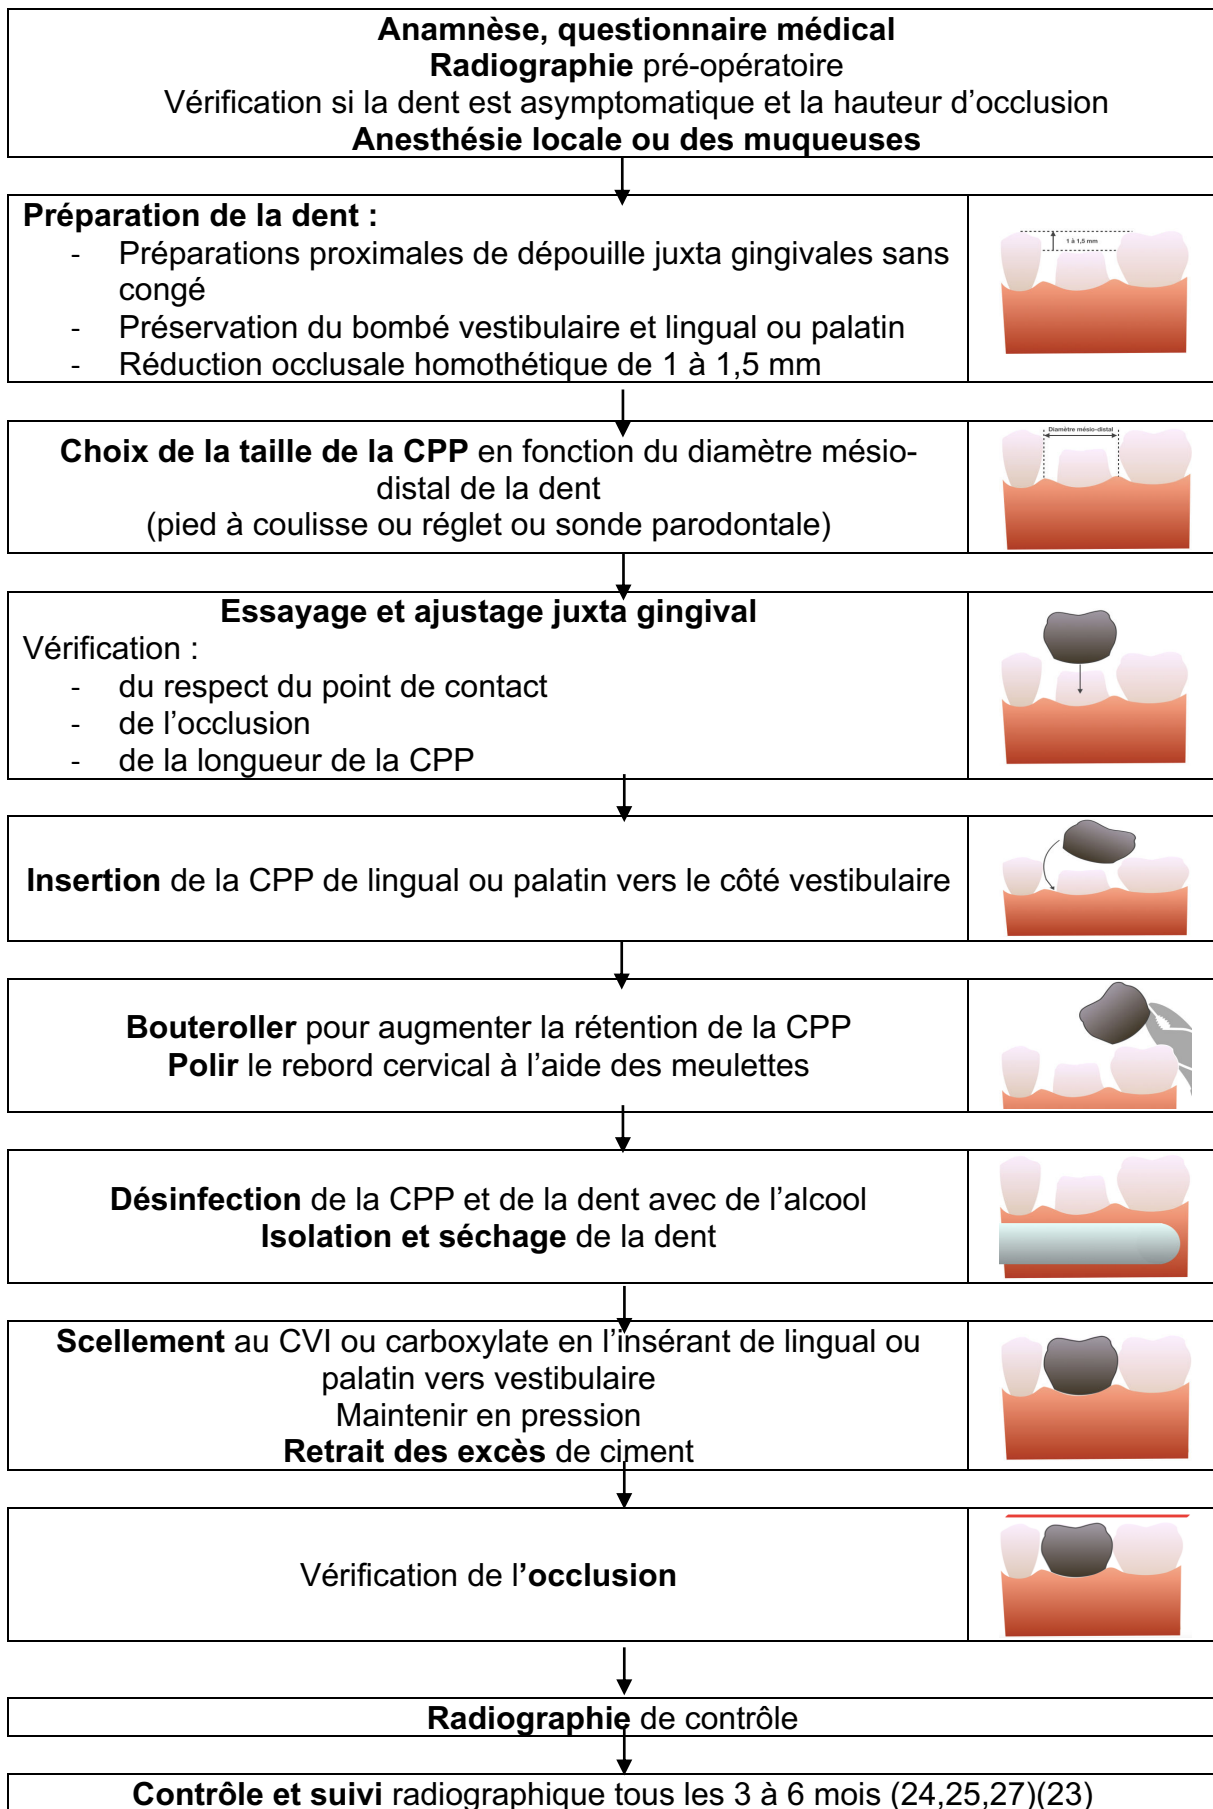 Anamnèse, questionnaire médical
Radiographie pré-opératoire
Vérification si la dent est asymptomatique et la hauteur d’occlusion
Anesthésie locale ou des muqueuses
Préparation de la dent :
- Préparations proximales de dépouille juxta gingivales sans
congé
- Préservation du bombé vestibulaire et lingual ou palatin
- Réduction occlusale homothétique de 1 à 1,5 mm
1 à 1,5 mm
Choix de la taille de la CPP en fonction du diamètre mésio-
distal de la dent
(pied à coulisse ou réglet ou sonde parodontale)
Diamètre mésio-distal
Essayage et ajustage juxta gingival
Vérification :
- du respect du point de contact
- de l’occlusion
- de la longueur de la CPP
Insertion de la CPP de lingual ou palatin vers le côté vestibulaire
Bouteroller pour augmenter la rétention de la CPP
Polir le rebord cervical à l’aide des meulettes
Désinfection de la CPP et de la dent avec de l’alcool
Isolation et séchage de la dent
Scellement au CVI ou carboxylate en l’insérant de lingual ou
palatin vers vestibulaire
Maintenir en pression
Retrait des excès de ciment
Vérification de l’occlusion
Radiographie de contrôle
Contrôle et suivi radiographique tous les 3 à 6 mois (24,25,27)(23)